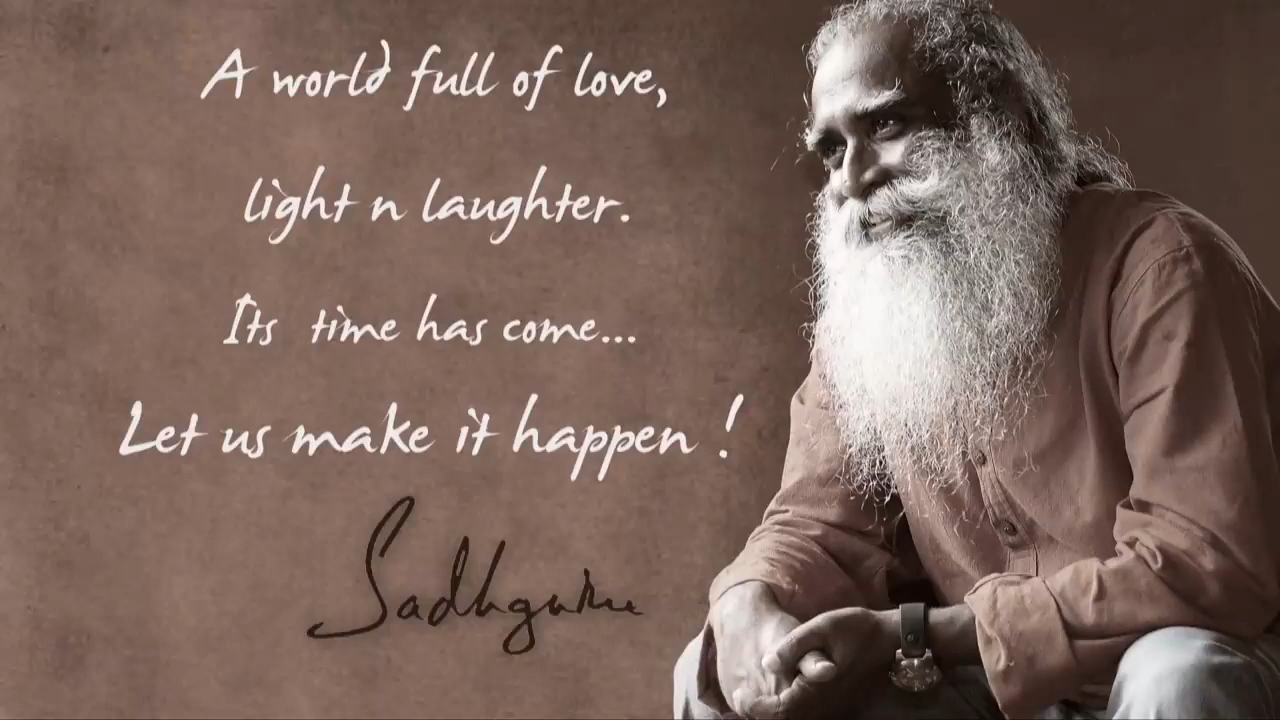 A world full of love,
light n laughter.
Its time has come...
Let us make it happen !
Sadhguru